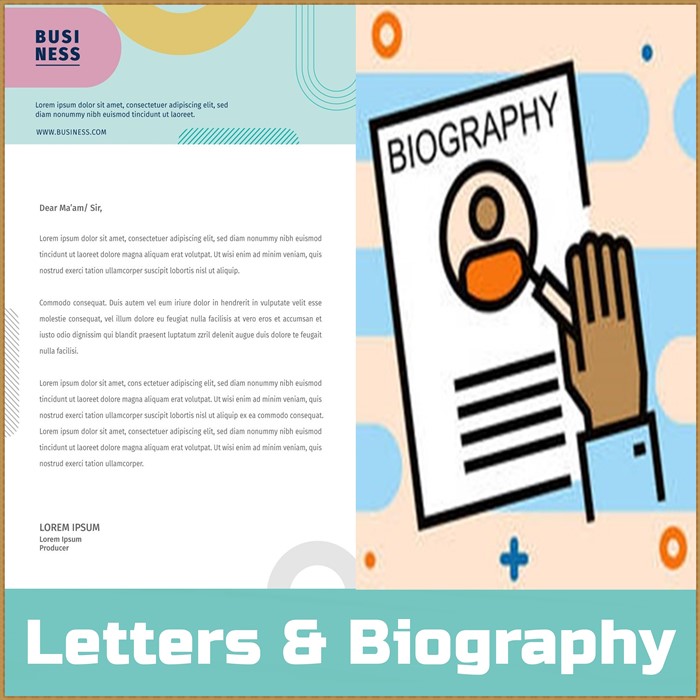 BUSI
NESS
Lorem ipsum dolor sit amet, consectetuer adipiscing elit, sed
diam nonummy nibh euismod tincidunt ut laoreet.
WWW.BUSINESS.COM
Dear Ma'am/ Sir,
Lorem ipsum dolor sit amet, consectetuer adipiscing elit, sed diam nonummy nibh euismod
tincidunt ut laoreet dolore magna aliquam erat volutpat. Ut wisi enim ad minim veniam, quis
nostrud exerci tation ullamcorper suscipit lobortis nisl ut aliquip.
Commodo consequat. Duis autem vel eum iriure dolor in hendrerit in vulputate velit esse
molestie consequat, vel illum dolore eu feugiat nulla facilisis at vero eros et accumsan et
iusto odio dignissim qui blandit praesent luptatum zzril delenit augue duis dolore te feugait
nulla facilisi.
Lorem ipsum dolor sit amet, cons ectetuer adipiscing elit, sed diam nonummy nibh euismod
tincidunt ut laoreet dolore magna aliquam erat volutpat. Ut wisi enim ad minim veniam, quis
nostrud exerci tation ullamcorper suscipit lobortis nisl ut aliquip ex ea commodo consequat.
Lorem ipsum dolor sit amet, consectetuer adipiscing elit, sed diam nonummy nibh euismod
tincidunt ut laoreet dolore magna aliquam erat volutpat. Ut wisi enim ad minim veniam, quis
nostrud exerci tation ullamcorper.
LOREM IPSUM
Lorem Ipsum
Producer
BIOGRAPHY
Letters & Biography